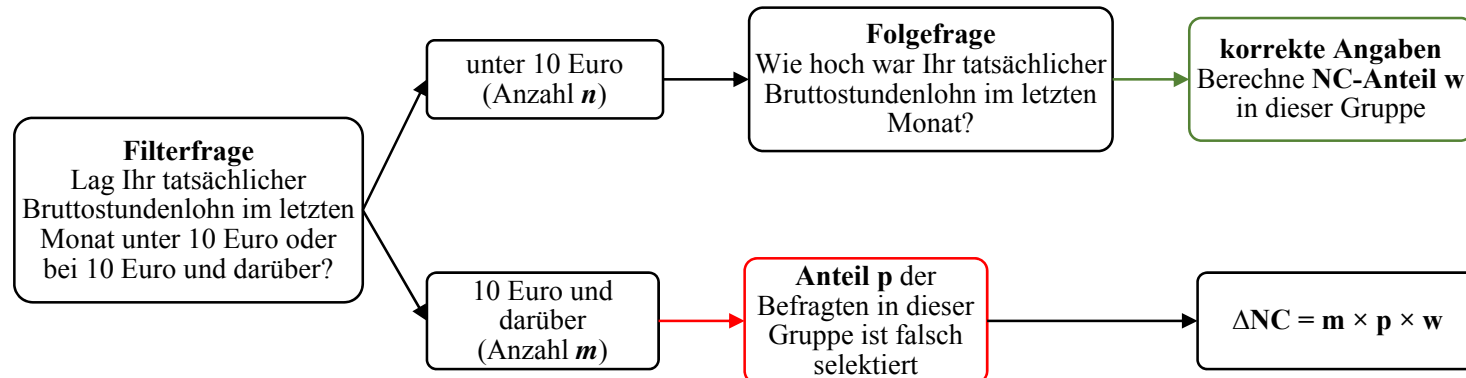 Filterfrage
Lag Ihr tatsächlicher
Bruttostundenlohn im letzten
Monat unter 10 Euro oder
bei 10 Euro und darüber?
unter 10 Euro
(Anzahl n)
Folgefrage
Wie hoch war Ihr tatsächlicher
Bruttostundenlohn im letzten
Monat?
korrekte Angaben
Berechne NC-Anteil w
in dieser Gruppe
10 Euro und
darüber
(Anzahl m)
Anteil p der
Befragten in dieser
Gruppe ist falsch
selektiert
ΔNC = m × p × w